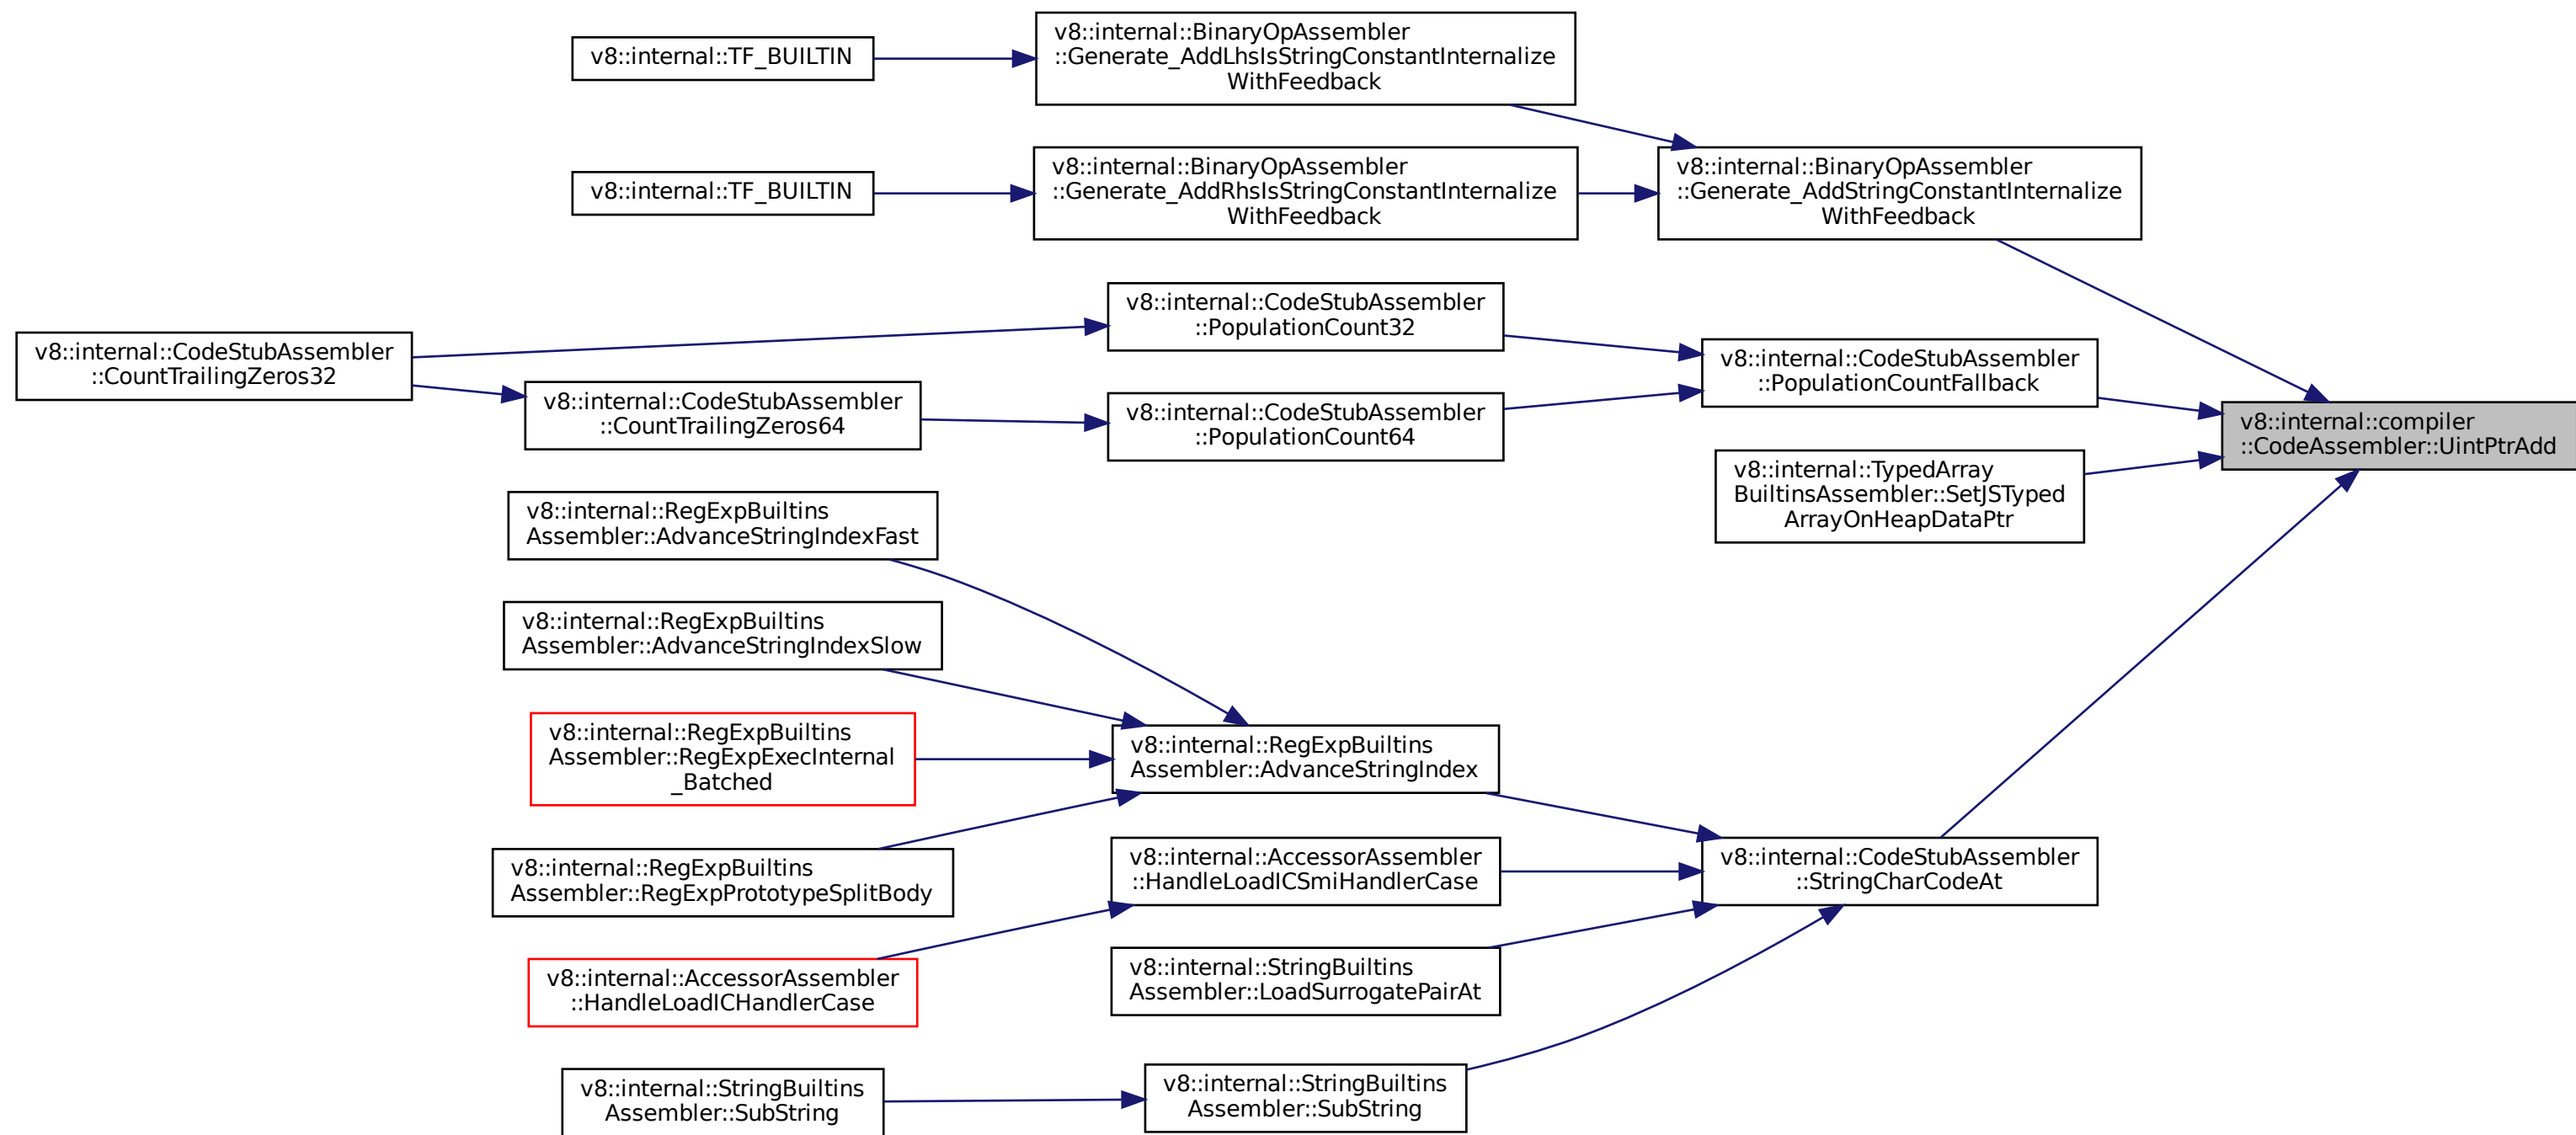 v8::internal::BinaryOpAssembler
::Generate_AddLhsIsStringConstantInternalize
WithFeedback
v8::internal::TF_BUILTIN
v8::internal::BinaryOpAssembler
::Generate_AddRhsIsStringConstantInternalize
WithFeedback
v8::internal::TF_BUILTIN
v8::internal::BinaryOpAssembler
::Generate_AddStringConstantInternalize
WithFeedback
v8::internal::CodeStubAssembler
::PopulationCount32
v8::internal::CodeStubAssembler
::CountTrailingZeros32
v8::internal::CodeStubAssembler
::PopulationCountFallback
v8::internal::CodeStubAssembler
::CountTrailingZeros64
v8::internal::CodeStubAssembler
::PopulationCount64
v8::internal::compiler
::CodeAssembler::UintPtrAdd
v8::internal::TypedArray
BuiltinsAssembler::SetJSTyped
ArrayOnHeapDataPtr
v8::internal::RegExpBuiltins
Assembler::AdvanceStringIndexFast
v8::internal::RegExpBuiltins
Assembler::AdvanceStringIndexSlow
v8::internal::RegExpBuiltins
Assembler::RegExpExecInternal
_Batched
v8::internal::RegExpBuiltins
Assembler::AdvanceStringIndex
v8::internal::RegExpBuiltins
Assembler::RegExpPrototypeSplitBody
v8::internal::AccessorAssembler
::HandleLoadICSmiHandlerCase
v8::internal::CodeStubAssembler
::StringCharCodeAt
v8::internal::AccessorAssembler
::HandleLoadICHandlerCase
v8::internal::StringBuiltins
Assembler::LoadSurrogatePairAt
v8::internal::StringBuiltins
Assembler::SubString
v8::internal::StringBuiltins
Assembler::SubString